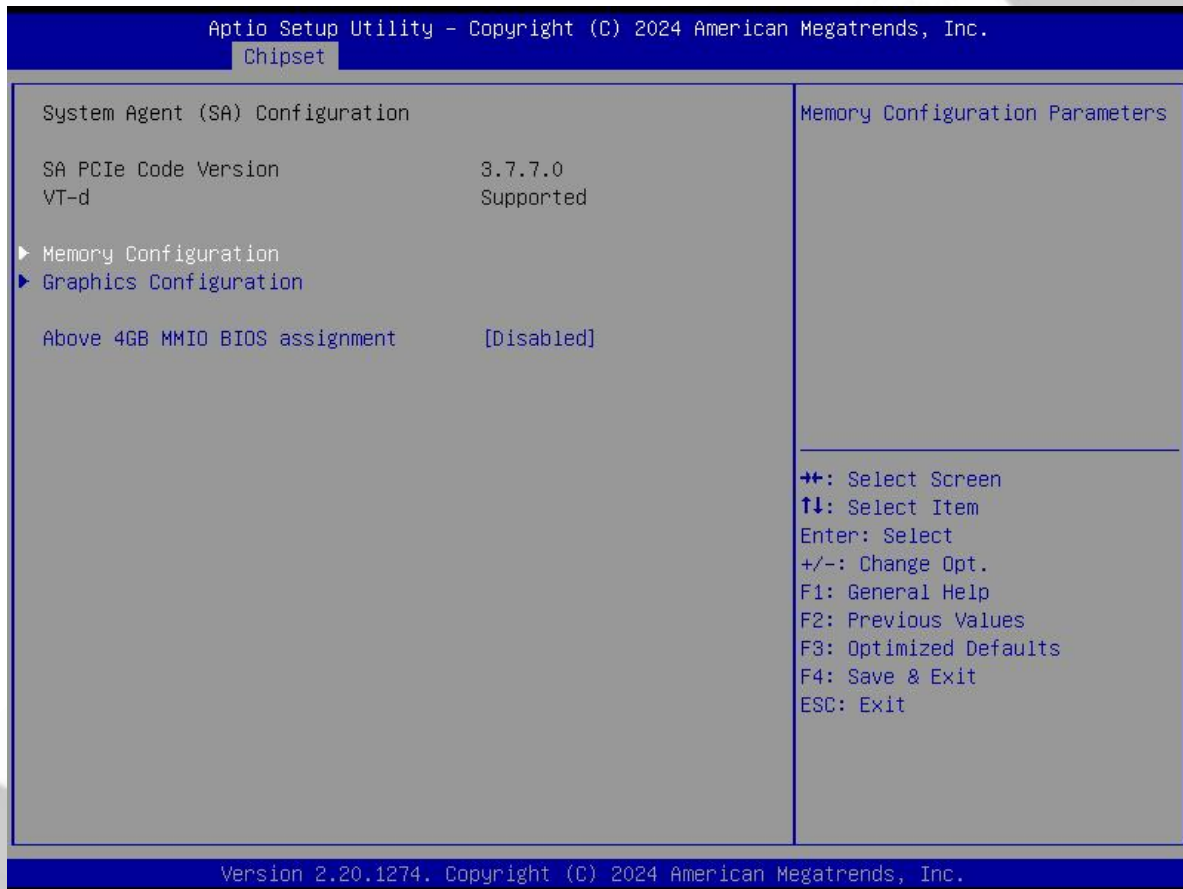 Aptio Setup Utility – Copyright (C) 2024 American Megatrends, Inc.
Chipset
System Agent (SA) Configuration
SA PCIe Code Version 3.7.7.0
VT-d Supported
Memory Configuration
Graphics Configuration
Above 4GB MMIO BIOS assignment [Disabled]
Memory Configuration Parameters
→←: Select Screen
↑↓: Select Item
Enter: Select
+/-: Change Opt.
F1: General Help
F2: Previous Values
F3: Optimized Defaults
F4: Save & Exit
ESC: Exit
Version 2.20.1274. Copyright (C) 2024 American Megatrends, Inc.